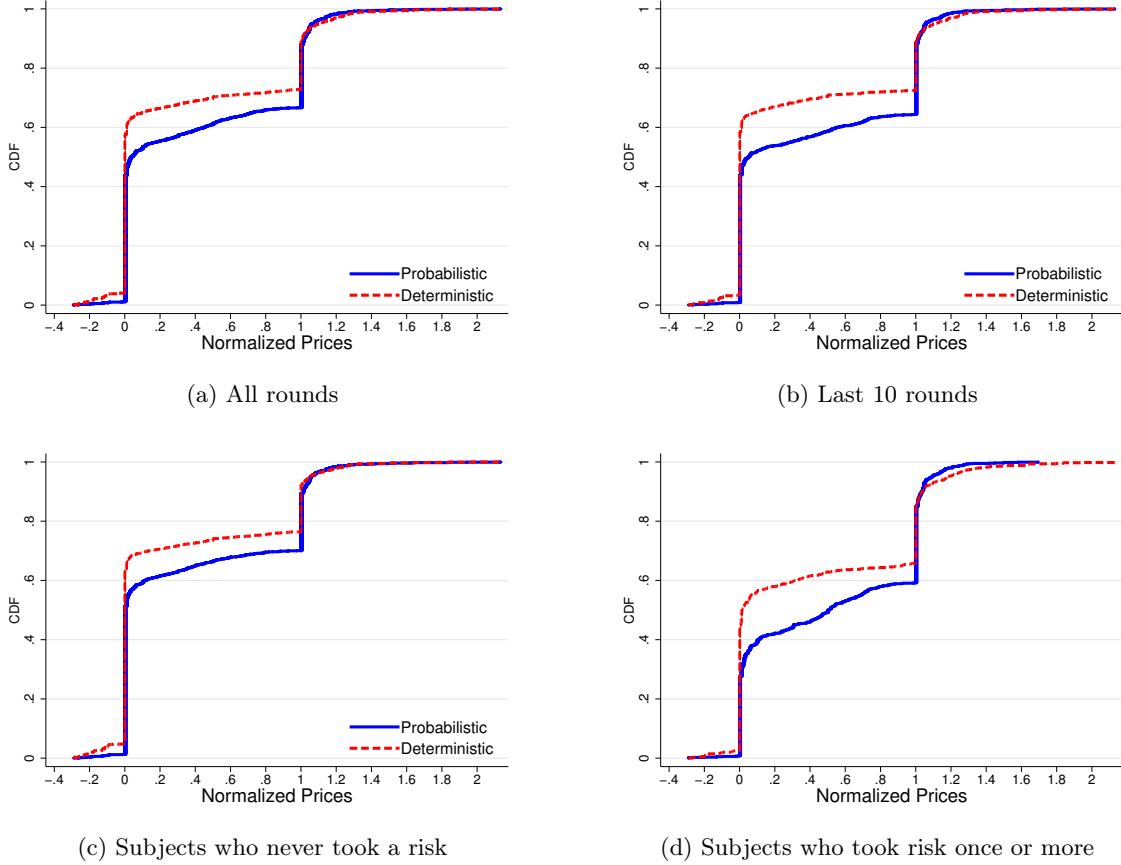 CDF
0 .2 .4 .6 .8 1
Probabilistic
Deterministic
-.4 -.2 0 .2 .4 .6 .8 1 1.2 1.4 1.6 1.8 2
Normalized Prices
(a) All rounds
CDF
0 .2 .4 .6 .8 1
Probabilistic
Deterministic
-.4 -.2 0 .2 .4 .6 .8 1 1.2 1.4 1.6 1.8 2
Normalized Prices
(b) Last 10 rounds
CDF
0 .2 .4 .6 .8 1
Probabilistic
Deterministic
-.4 -.2 0 .2 .4 .6 .8 1 1.2 1.4 1.6 1.8 2
Normalized Prices
(c) Subjects who never took a risk
CDF
0 .2 .4 .6 .8 1
-.4 -.2 0 .2 .4 .6 .8 1 1.2 1.4 1.6 1.8 2
Normalized Prices
(d) Subjects who took risk once or more